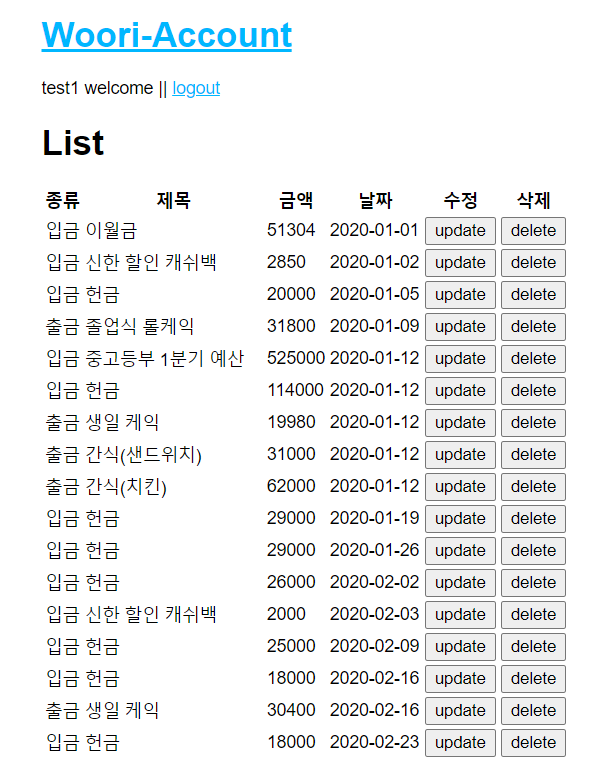 Woori-Account
test1 welcome || logout
List
종류 제목 금액 날짜 수정 삭제
입금 이월금 51304 2020-01-01 update delete
입금 신한 할인 캐쉬백 2850 2020-01-02 update delete
입금 헌금 20000 2020-01-05 update delete
출금 졸업식 롤케익 31800 2020-01-09 update delete
입금 중고등부 1분기 예산 525000 2020-01-12 update delete
입금 헌금 114000 2020-01-12 update delete
출금 생일 케익 19980 2020-01-12 update delete
출금 간식(샌드위치) 31000 2020-01-12 update delete
출금 간식(치킨) 62000 2020-01-12 update delete
입금 헌금 29000 2020-01-19 update delete
입금 헌금 29000 2020-01-26 update delete
입금 헌금 26000 2020-02-02 update delete
입금 신한 할인 캐쉬백 2000 2020-02-03 update delete
입금 헌금 25000 2020-02-09 update delete
입금 헌금 18000 2020-02-16 update delete
출금 생일 케익 30400 2020-02-16 update delete
입금 헌금 18000 2020-02-23 update delete